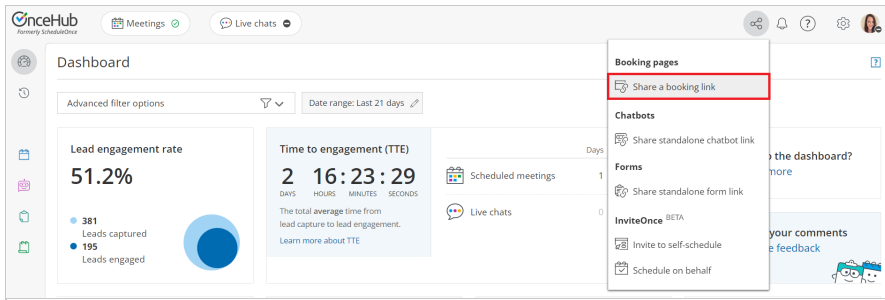 OnceHub
Formerly ScheduleOnce
Meetings
Live chats
Dashboard
Advanced filter options
Date range: Last 21 days
Lead engagement rate
51.2%
381
Leads captured
195
Leads engaged
Time to engagement (TTE)
2 16 : 23 : 29
DAYS HOURS MINUTES SECONDS
The total average time from
lead capture to lead engagement.
Learn more about TTE
Days
Scheduled meetings 1
Live chats 0
Booking pages
Share a booking link
Chatbots
Share standalone chatbot link
Forms
Share standalone form link
InviteOnce BETA
Invite to self-schedule
Schedule on behalf
?
?
the dashboard?
more
your comments
feedback